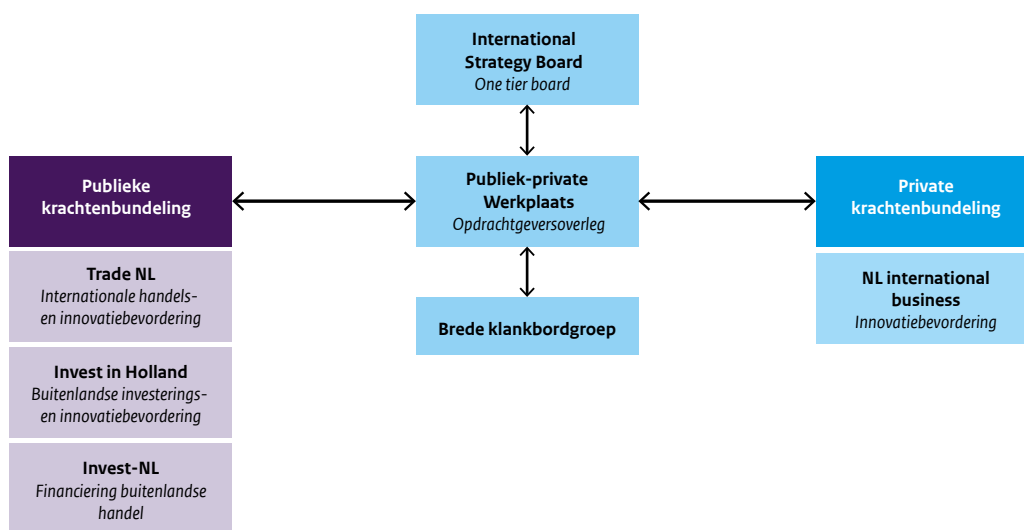 International
Strategy Board
One tier board
Publieke
krachtenbundeling
Publiek-private
Werkplaats
Opdrachtgeversoverleg
Private
krachtenbundeling
Trade NL
Internationale handels-
en innovatiebevordering
NL international
business
Innovatiebevordering
Brede klankbordgroep
Invest in Holland
Buitenlandse investerings-
en innovatiebevordering
Invest-NL
Financiering buitenlandse
handel